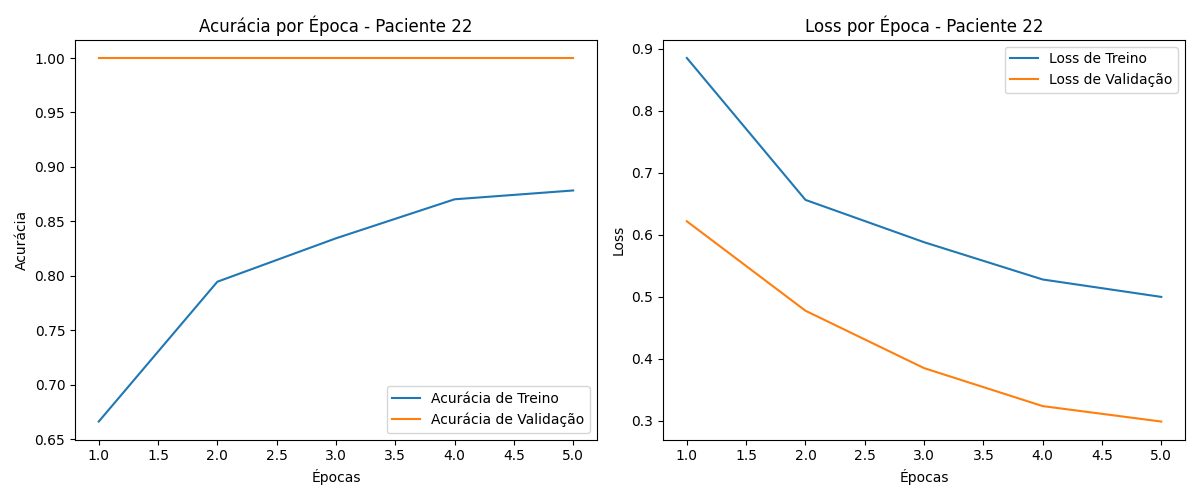 Acurácia por Época - Paciente 22
Acurácia
1.00
0.95
0.90
0.85
0.80
0.75
0.70
0.65
Acurácia de Treino
Acurácia de Validação
1.0 1.5 2.0 2.5 3.0 3.5 4.0 4.5 5.0
Épocas
Loss por Época - Paciente 22
Loss
0.9
0.8
0.7
0.6
0.5
0.4
0.3
Loss de Treino
Loss de Validação
1.0 1.5 2.0 2.5 3.0 3.5 4.0 4.5 5.0
Épocas